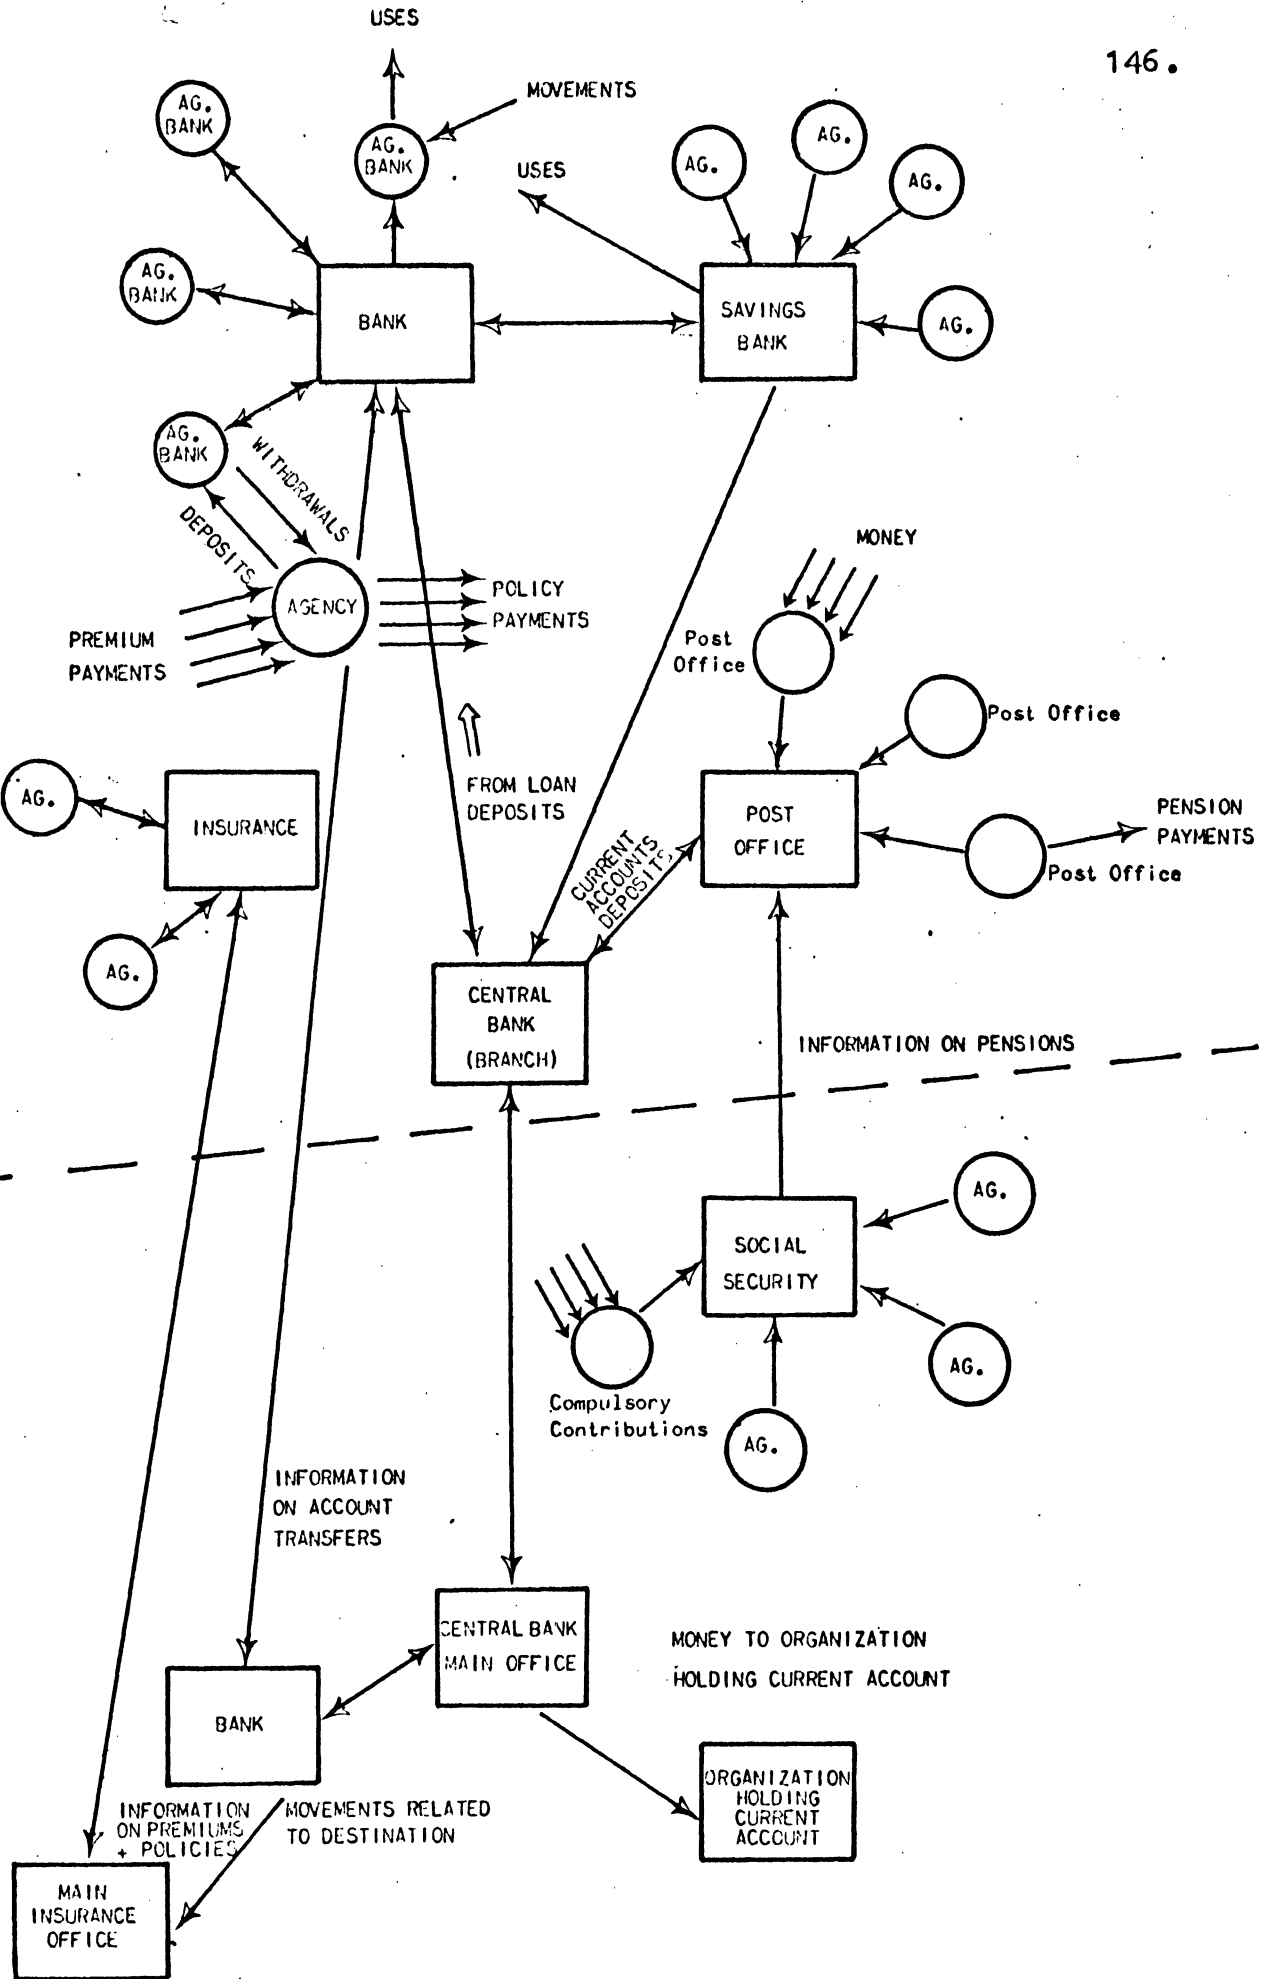 146.
USES
MOVEMENTS
AG.
BANK
AG.
BANK
USES
AG.
AG.
AG.
AG.
BANK
BANK
SAVINGS
BANK
AG.
AG.
BANK
WITHDRAWALS
DEPOSITS
AGENCY
PREMIUM
PAYMENTS
POLICY
PAYMENTS
MONEY
Post
Office
Post Office
AG.
INSURANCE
FROM LOAN
DEPOSITS
POST
OFFICE
PENSION
PAYMENTS
Post Office
CURRENT
ACCOUNTS
DEPOSITS
AG.
CENTRAL
BANK
(BRANCH)
INFORMATION ON PENSIONS
AG.
SOCIAL
SECURITY
AG.
Compulsory
Contributions
AG.
INFORMATION
ON ACCOUNT
TRANSFERS
CENTRAL BANK
MAIN OFFICE
MONEY TO ORGANIZATION
HOLDING CURRENT ACCOUNT
BANK
ORGANIZATION
HOLDING
CURRENT
ACCOUNT
INFORMATION
ON PREMIUMS
+ POLICIES
MOVEMENTS RELATED
TO DESTINATION
MAIN
INSURANCE
OFFICE